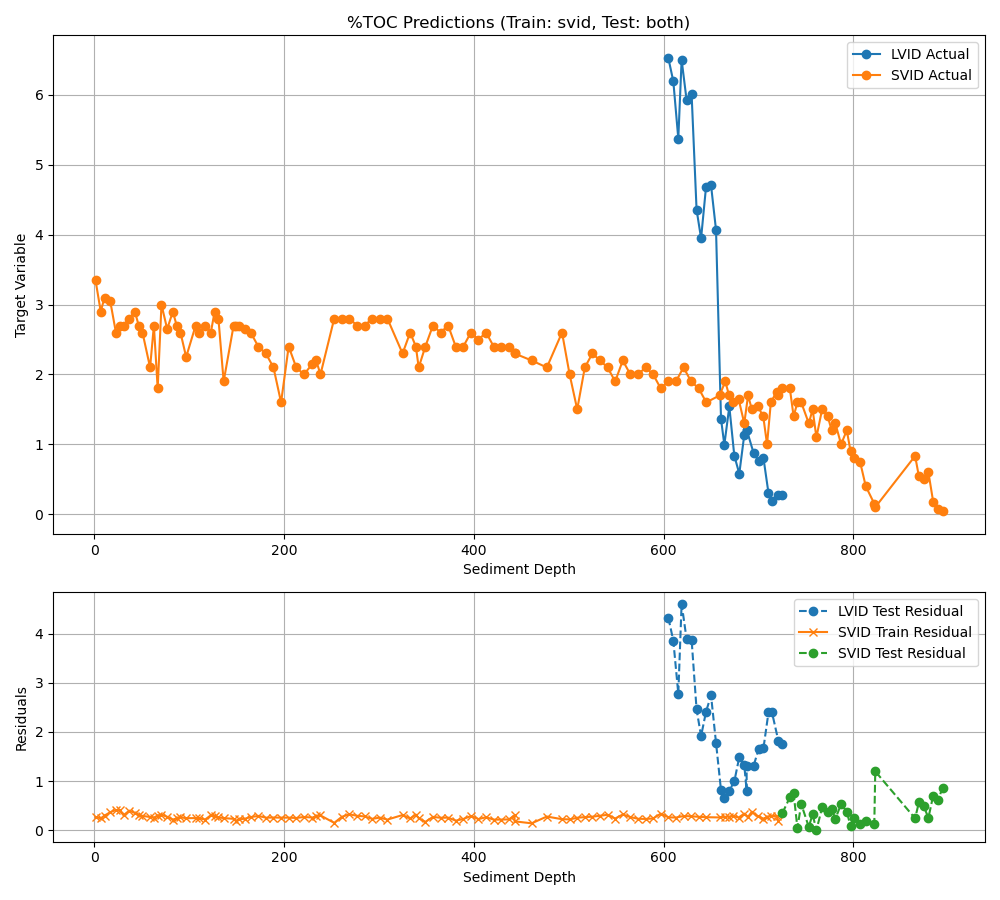 %TOC Predictions (Train: svid, Test: both)
LVID Actual
SVID Actual
Target Variable
6
5
4
3
2
1
0
0 200 400 600 800
Sediment Depth
LVID Test Residual
SVID Train Residual
SVID Test Residual
Residuals
4
3
2
1
0
0 200 400 600 800
Sediment Depth